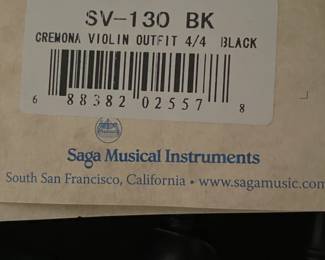 SV-130 BK
CREMONA VIOLIN OUTFIT 4/4 BLACK
6 88382 02557 8
Saga Musical Instruments
South San Francisco, California • www.sagamusic.com